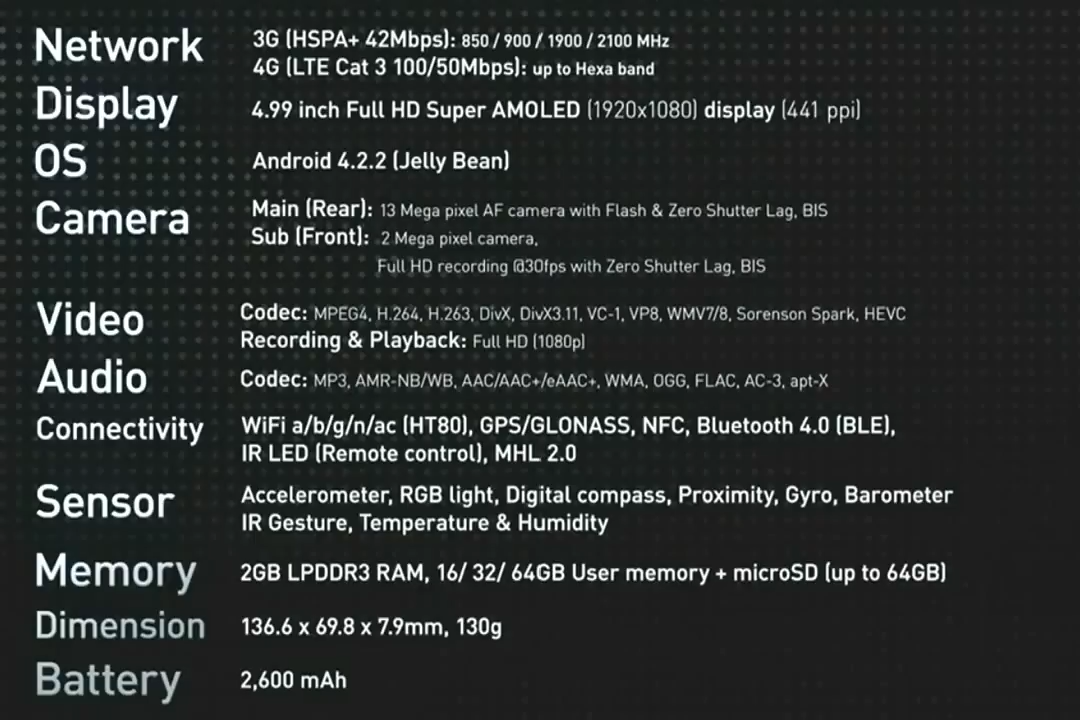 Network
3G (HSPA+ 42Mbps): 850 / 900 / 1900 / 2100 MHz
4G (LTE Cat 3 100/50Mbps): up to Hexa band
Display
4.99 inch Full HD Super AMOLED (1920x1080) display (441 ppi)
OS
Android 4.2.2 (Jelly Bean)
Camera
Main (Rear): 13 Mega pixel AF camera with Flash & Zero Shutter Lag, BIS
Sub (Front): 2 Mega pixel camera,
Full HD recording @30fps with Zero Shutter Lag, BIS
Video
Codec: MPEG4, H.264, H.263, DivX, DivX3.11, VC-1, VP8, WMV7/8, Sorenson Spark, HEVC
Recording & Playback: Full HD (1080p)
Audio
Codec: MP3, AMR-NB/WB, AAC/AAC+/eAAC+, WMA, OGG, FLAC, AC-3, apt-X
Connectivity
WiFi a/b/g/n/ac (HT80), GPS/GLONASS, NFC, Bluetooth 4.0 (BLE),
IR LED (Remote control), MHL 2.0
Sensor
Accelerometer, RGB light, Digital compass, Proximity, Gyro, Barometer
IR Gesture, Temperature & Humidity
Memory
2GB LPDDR3 RAM, 16/ 32/ 64GB User memory + microSD (up to 64GB)
Dimension
136.6 x 69.8 x 7.9mm, 130g
Battery
2,600 mAh